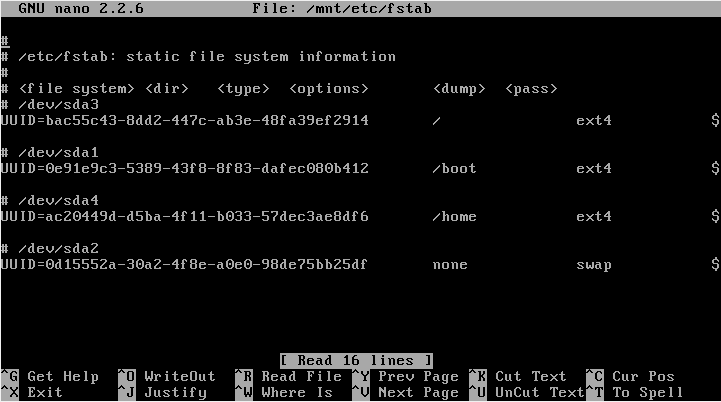 GNU nano 2.2.6 File: /mnt/etc/fstab
#
# /etc/fstab: static file system information
#
# <file system> <dir> <type> <options> <dump> <pass>
# /dev/sda3
UUID=bac55c43-8dd2-447c-ab3e-48fa39ef2914 / ext4 $
# /dev/sda1
UUID=0e91e9c3-5389-43f8-8f83-dafec080b412 /boot ext4 $
# /dev/sda4
UUID=ac20449d-d5ba-4f11-b033-57dec3ae8df6 /home ext4 $
# /dev/sda2
UUID=0d15552a-30a2-4f8e-a0e0-98de75bb25df none swap $
[ Read 16 lines ]
^G Get Help ^O WriteOut ^R Read File ^Y Prev Page ^K Cut Text ^C Cur Pos
^X Exit ^J Justify ^W Where Is ^V Next Page ^U UnCut Text ^T To Spell